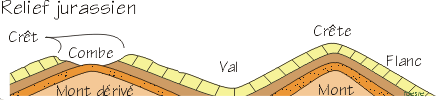 Relief jurassien
Crêt
Combe
Val
Crête
Flanc
Mont dérivé
Mont